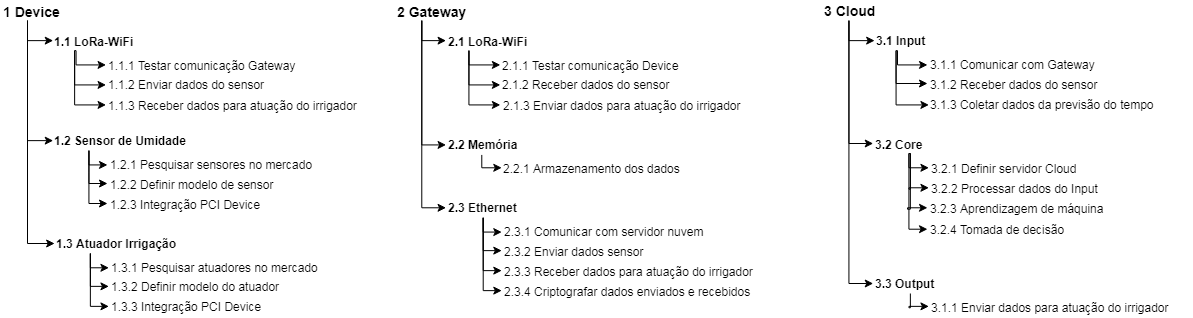 1 Device
1.1 LoRa-WiFi
1.1.1 Testar comunicação Gateway
1.1.2 Enviar dados do sensor
1.1.3 Receber dados para atuação do irrigador
1.2 Sensor de Umidade
1.2.1 Pesquisar sensores no mercado
1.2.2 Definir modelo de sensor
1.2.3 Integração PCI Device
1.3 Atuador Irrigação
1.3.1 Pesquisar atuadores no mercado
1.3.2 Definir modelo do atuador
1.3.3 Integração PCI Device
2 Gateway
2.1 LoRa-WiFi
2.1.1 Testar comunicação Device
2.1.2 Receber dados do sensor
2.1.3 Enviar dados para atuação do irrigador
2.2 Memória
2.2.1 Armazenamento dos dados
2.3 Ethernet
2.3.1 Comunicar com servidor nuvem
2.3.2 Enviar dados sensor
2.3.3 Receber dados para atuação do irrigador
2.3.4 Criptografar dados enviados e recebidos
3 Cloud
3.1 Input
3.1.1 Comunicar com Gateway
3.1.2 Receber dados do sensor
3.1.3 Coletar dados da previsão do tempo
3.2 Core
3.2.1 Definir servidor Cloud
3.2.2 Processar dados do Input
3.2.3 Aprendizagem de máquina
3.2.4 Tomada de decisão
3.3 Output
3.1.1 Enviar dados para atuação do irrigador